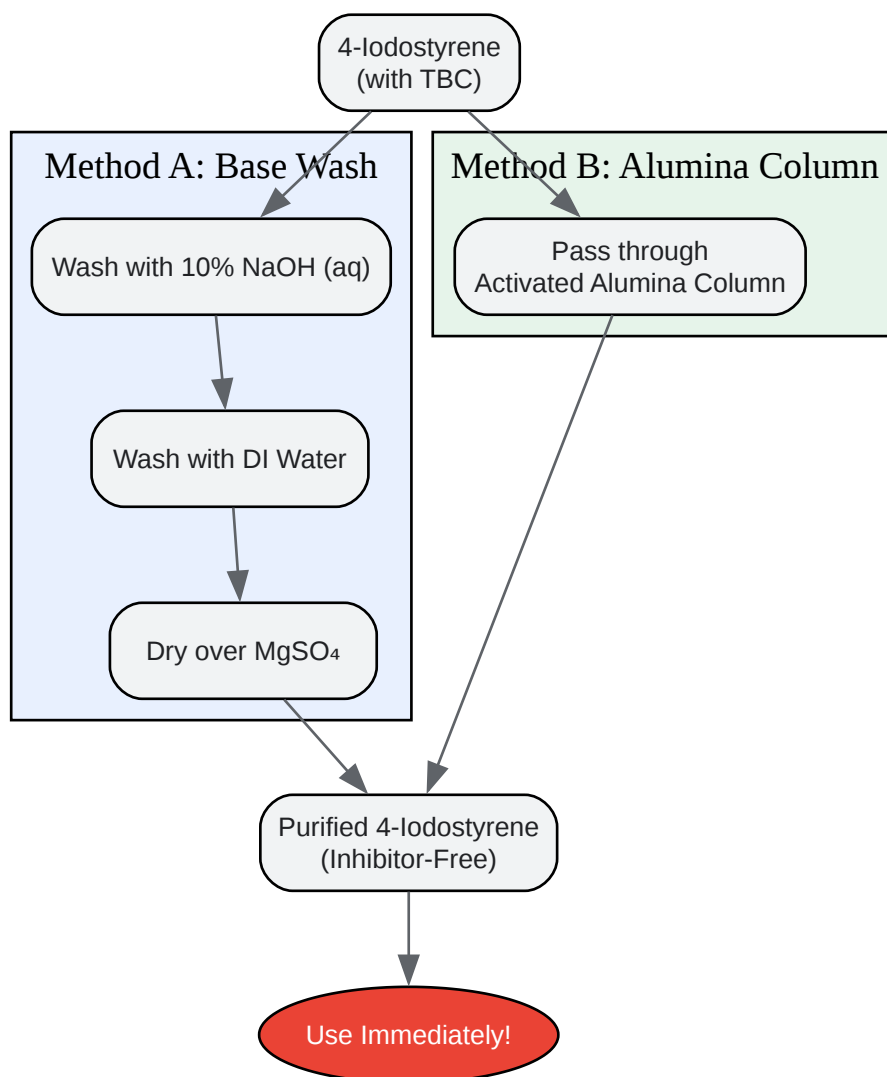 4-Iodostyrene
(with TBC)
Method A: Base Wash
Wash with 10% NaOH (aq)
Wash with DI Water
Dry over MgSO₄
Method B: Alumina Column
Pass through
Activated Alumina Column
Purified 4-Iodostyrene
(Inhibitor-Free)
Use Immediately!